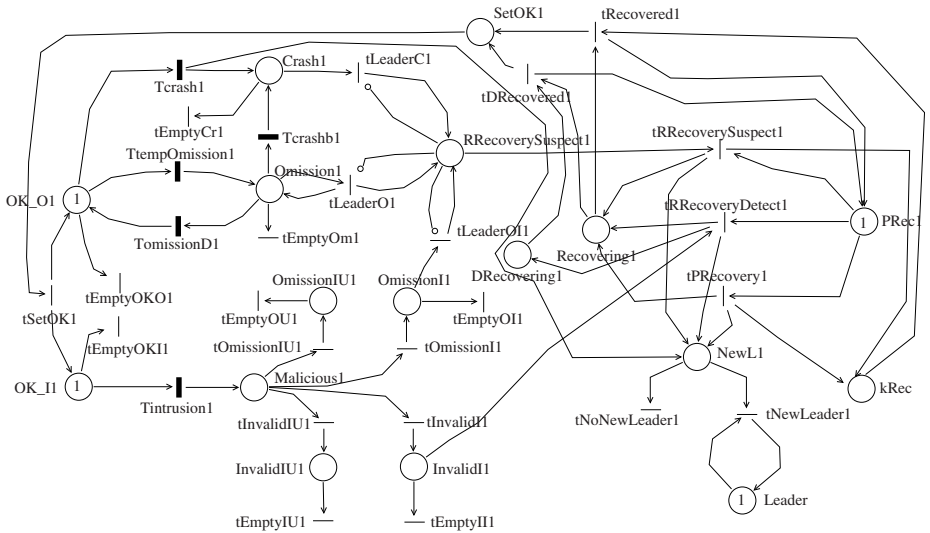 SetOK1
tRecovered1
Crash1
tLeaderC1
Tcrash1
tDRecovered1
tEmptyCr1
Tcrashb1
RRecoverySuspect1
tRRecoverySuspect1
TtempOmission1
Omission1
OK_O1
1
tLeaderO1
tRRecoveryDetect1
1
PRec1
TomissionD1
tEmptyOm1
tLeaderOI1
DRecovering1
Recovering1
tPRecovery1
OmissionIU1
OmissionI1
tEmptyOKO1
tSetOK1
tEmptyOU1
tEmptyOI1
tEmptyOKI1
tOmissionIU1
tOmissionI1
NewL1
OK_I1
1
Malicious1
kRec
Tintrusion1
tInvalidIU1
tInvalidI1
tNoNewLeader1
tNewLeader1
InvalidIU1
InvalidI1
1
Leader
tEmptyIU1
tEmptyII1